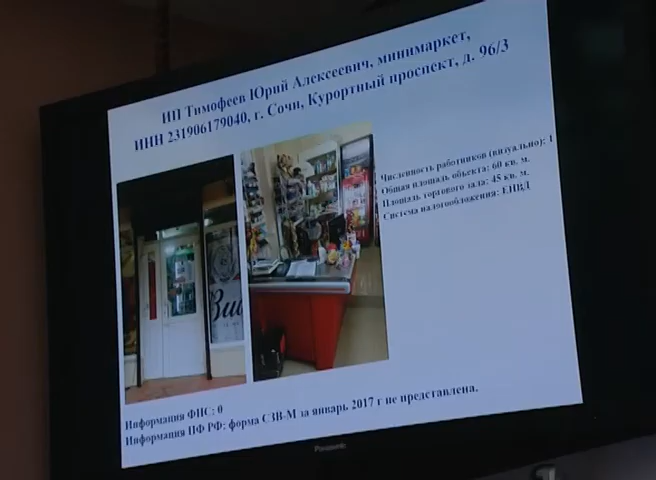 ИП Тимофеев Юрий Алексеевич, минимаркет,
ИНН 231906179040, г. Сочи, Курортный проспект, д. 96/3
Численность работников (визуально): 1
Общая площадь объекта: 60 кв. м.
Площадь торгового зала: 45 кв. м.
Система налогообложения: ЕНВД
Bud
Информация ФНС: 0
Информация ПФ РФ: форма СЗВ-М за январь 2017 г не представлена.
Panasonic